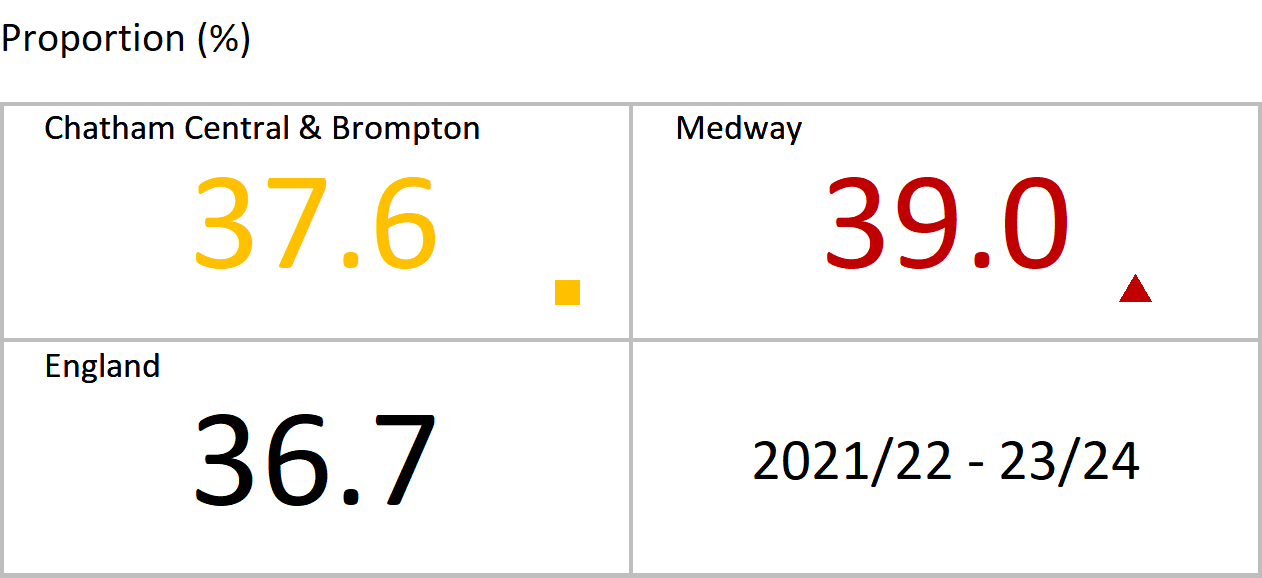 Proportion (%)
Chatham Central & Brompton
37.6
Medway
39.0
England
36.7
2021/22 - 23/24